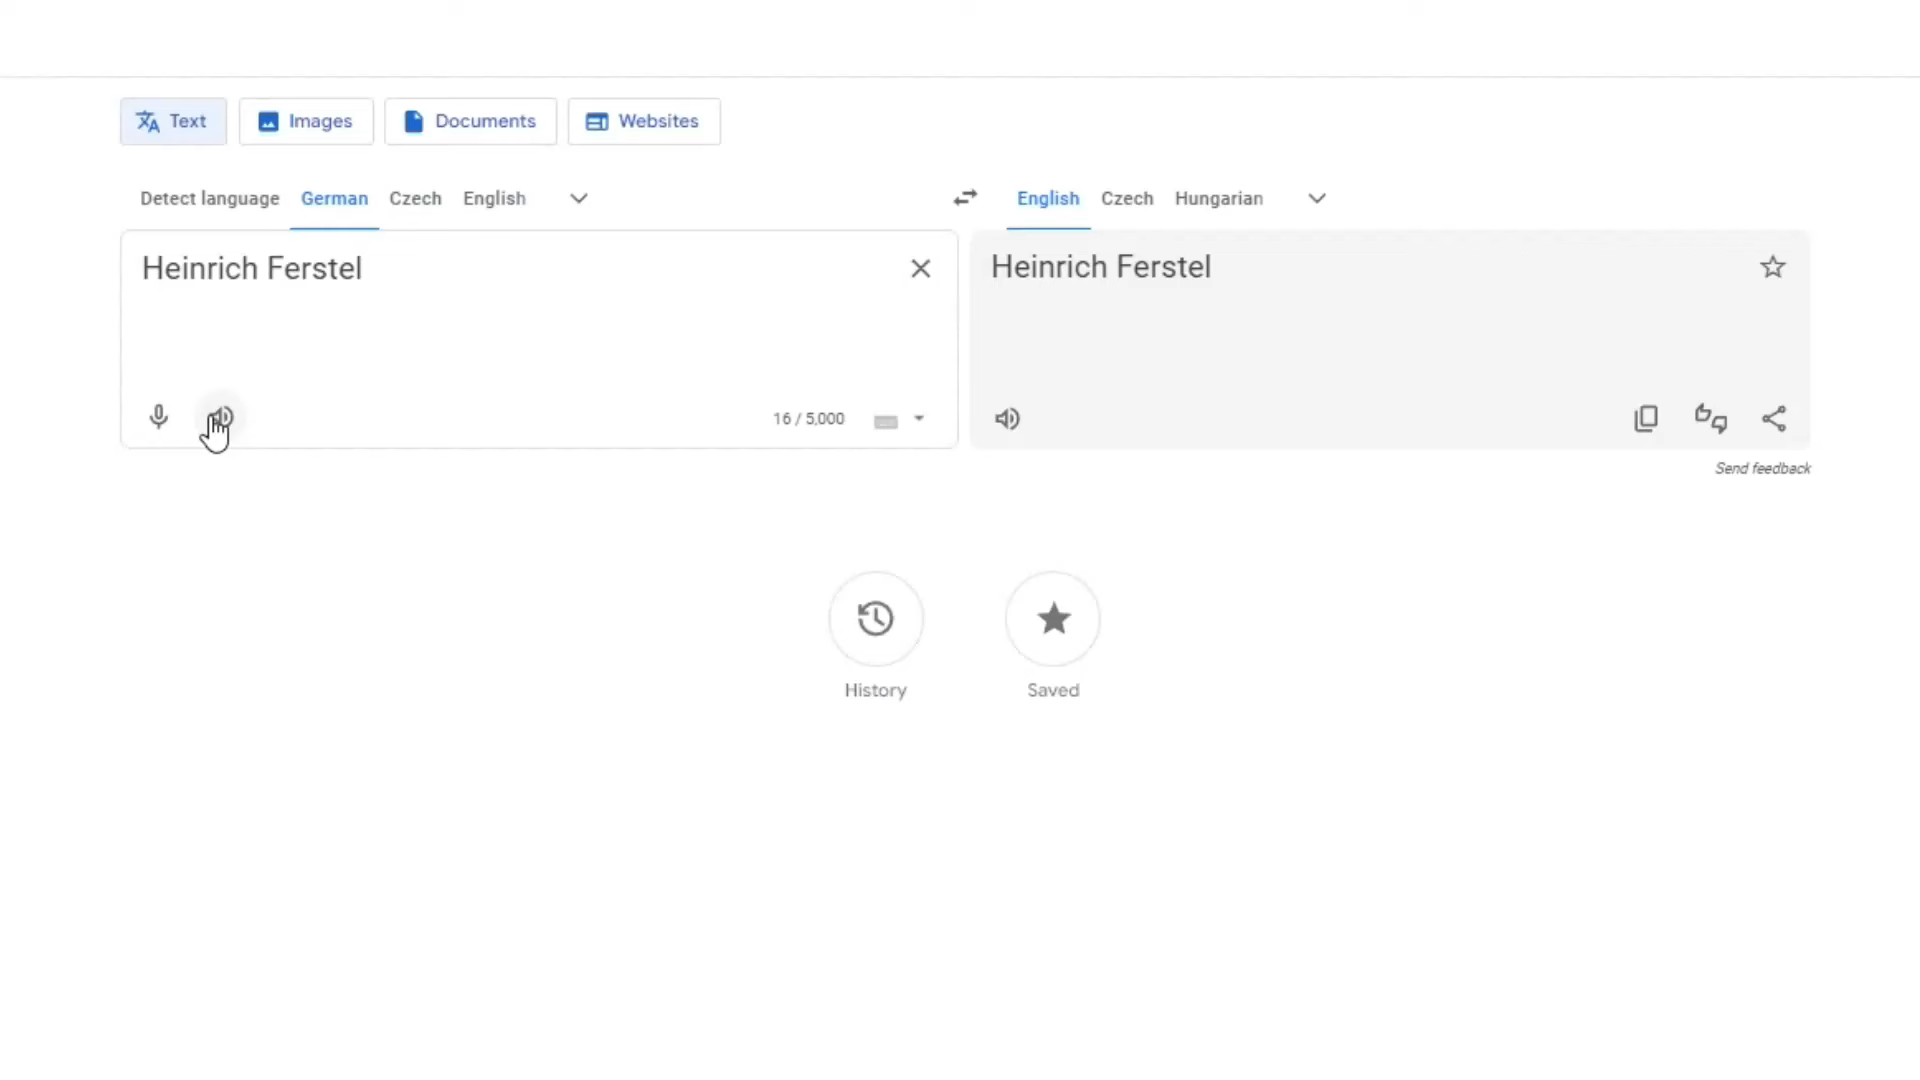 Text Images Documents Websites
Detect language German Czech English English Czech Hungarian
Heinrich Ferstel
Heinrich Ferstel
16 / 5,000
Send feedback
History Saved